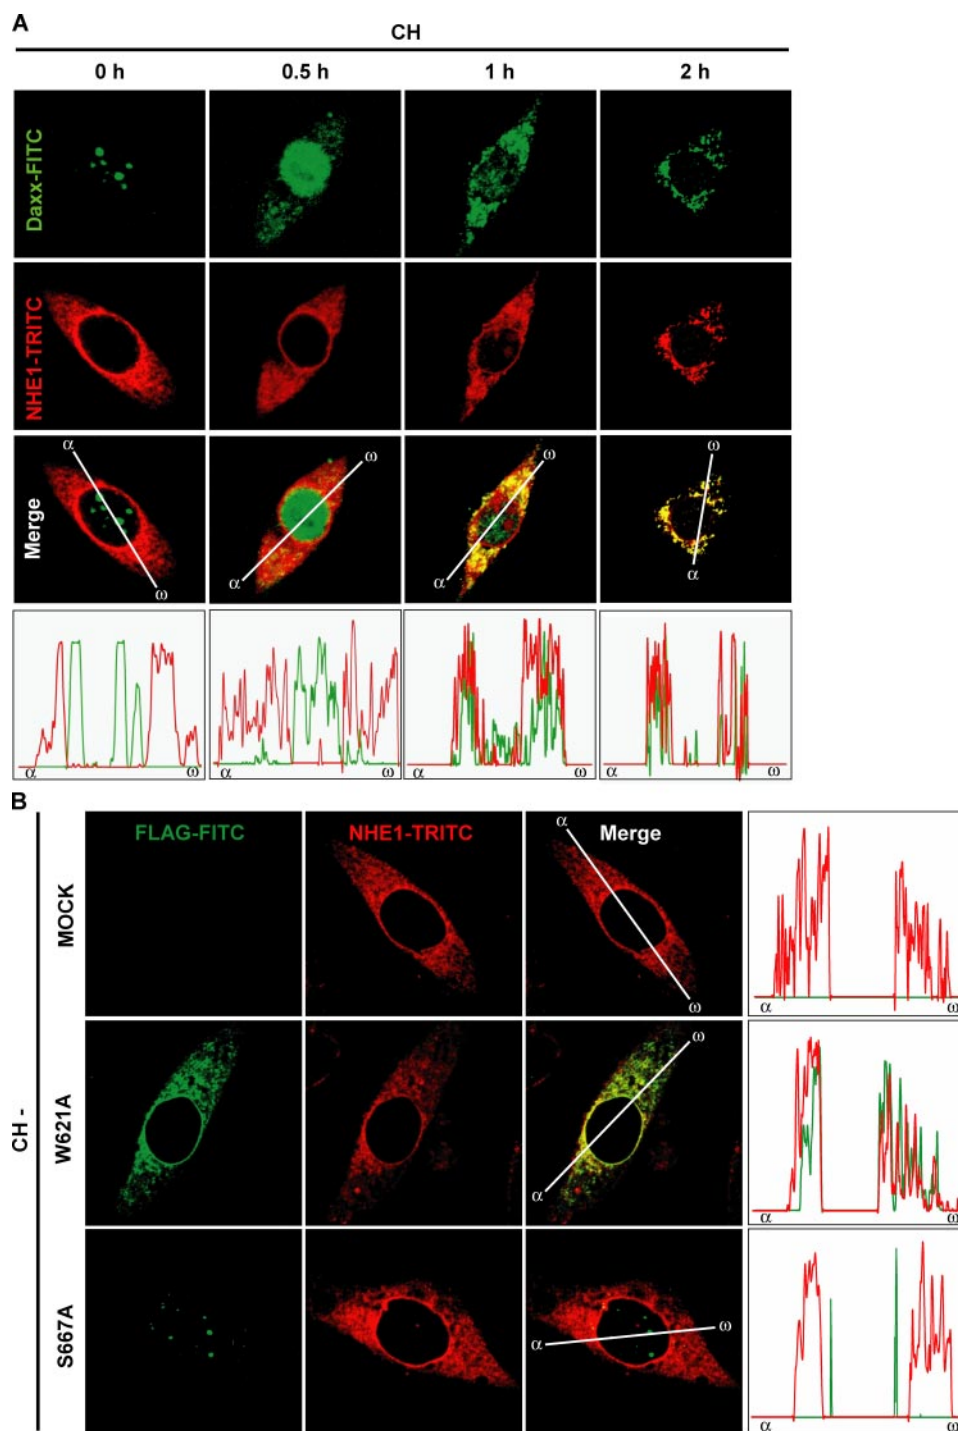 A
CH
0 h 0.5 h 1 h 2 h
Daxx-FITC
NHE1-TRITC
Merge
α ω
α ω
α ω
ω α
α ω
α ω
α ω
α ω
B
FLAG-FITC NHE1-TRITC Merge
CH -
MOCK
α ω
α ω
W621A
α ω
α ω
S667A
α ω
α ω